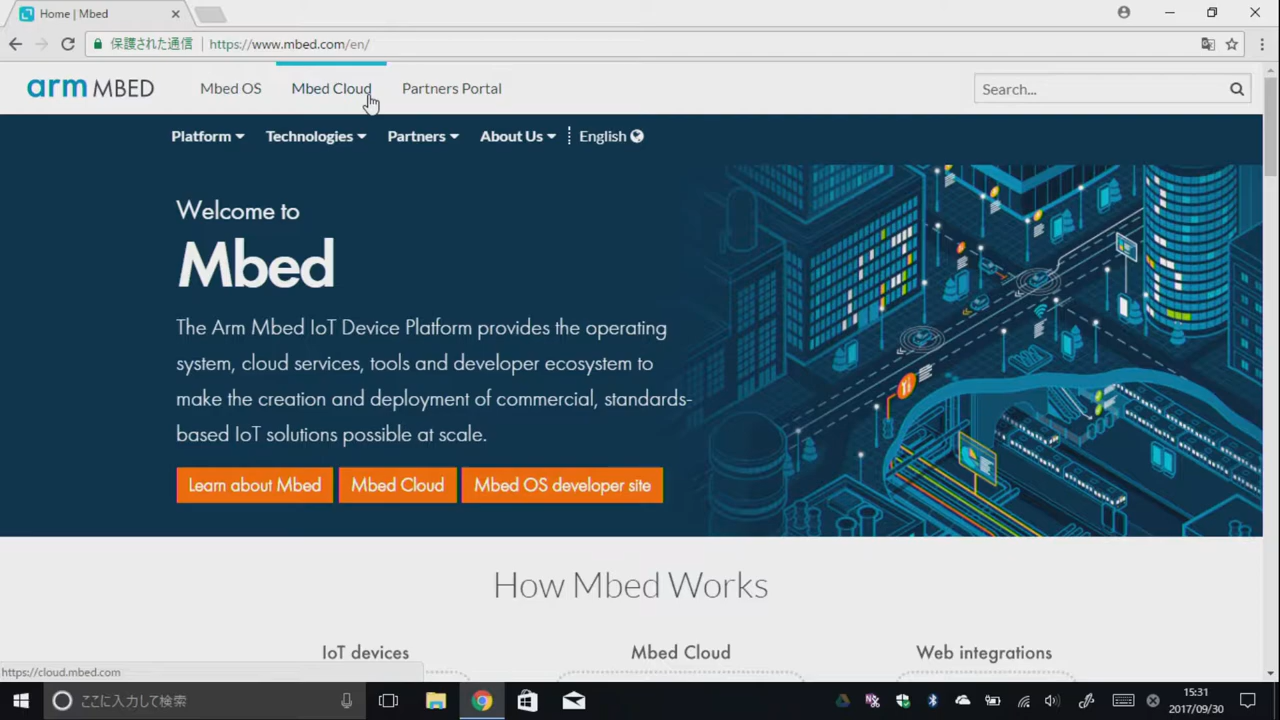 Home | Mbed
保護された通信 https://www.mbed.com/en/
arm MBED Mbed OS Mbed Cloud Partners Portal Search...
Platform Technologies Partners About Us English
Welcome to
Mbed
The Arm Mbed IoT Device Platform provides the operating
system, cloud services, tools and developer ecosystem to
make the creation and deployment of commercial, standards-
based IoT solutions possible at scale.
Learn about Mbed Mbed Cloud Mbed OS developer site
How Mbed Works
IoT devices Mbed Cloud Web integrations
https://cloud.mbed.com
ここに入力して検索
15:31
2017/09/30